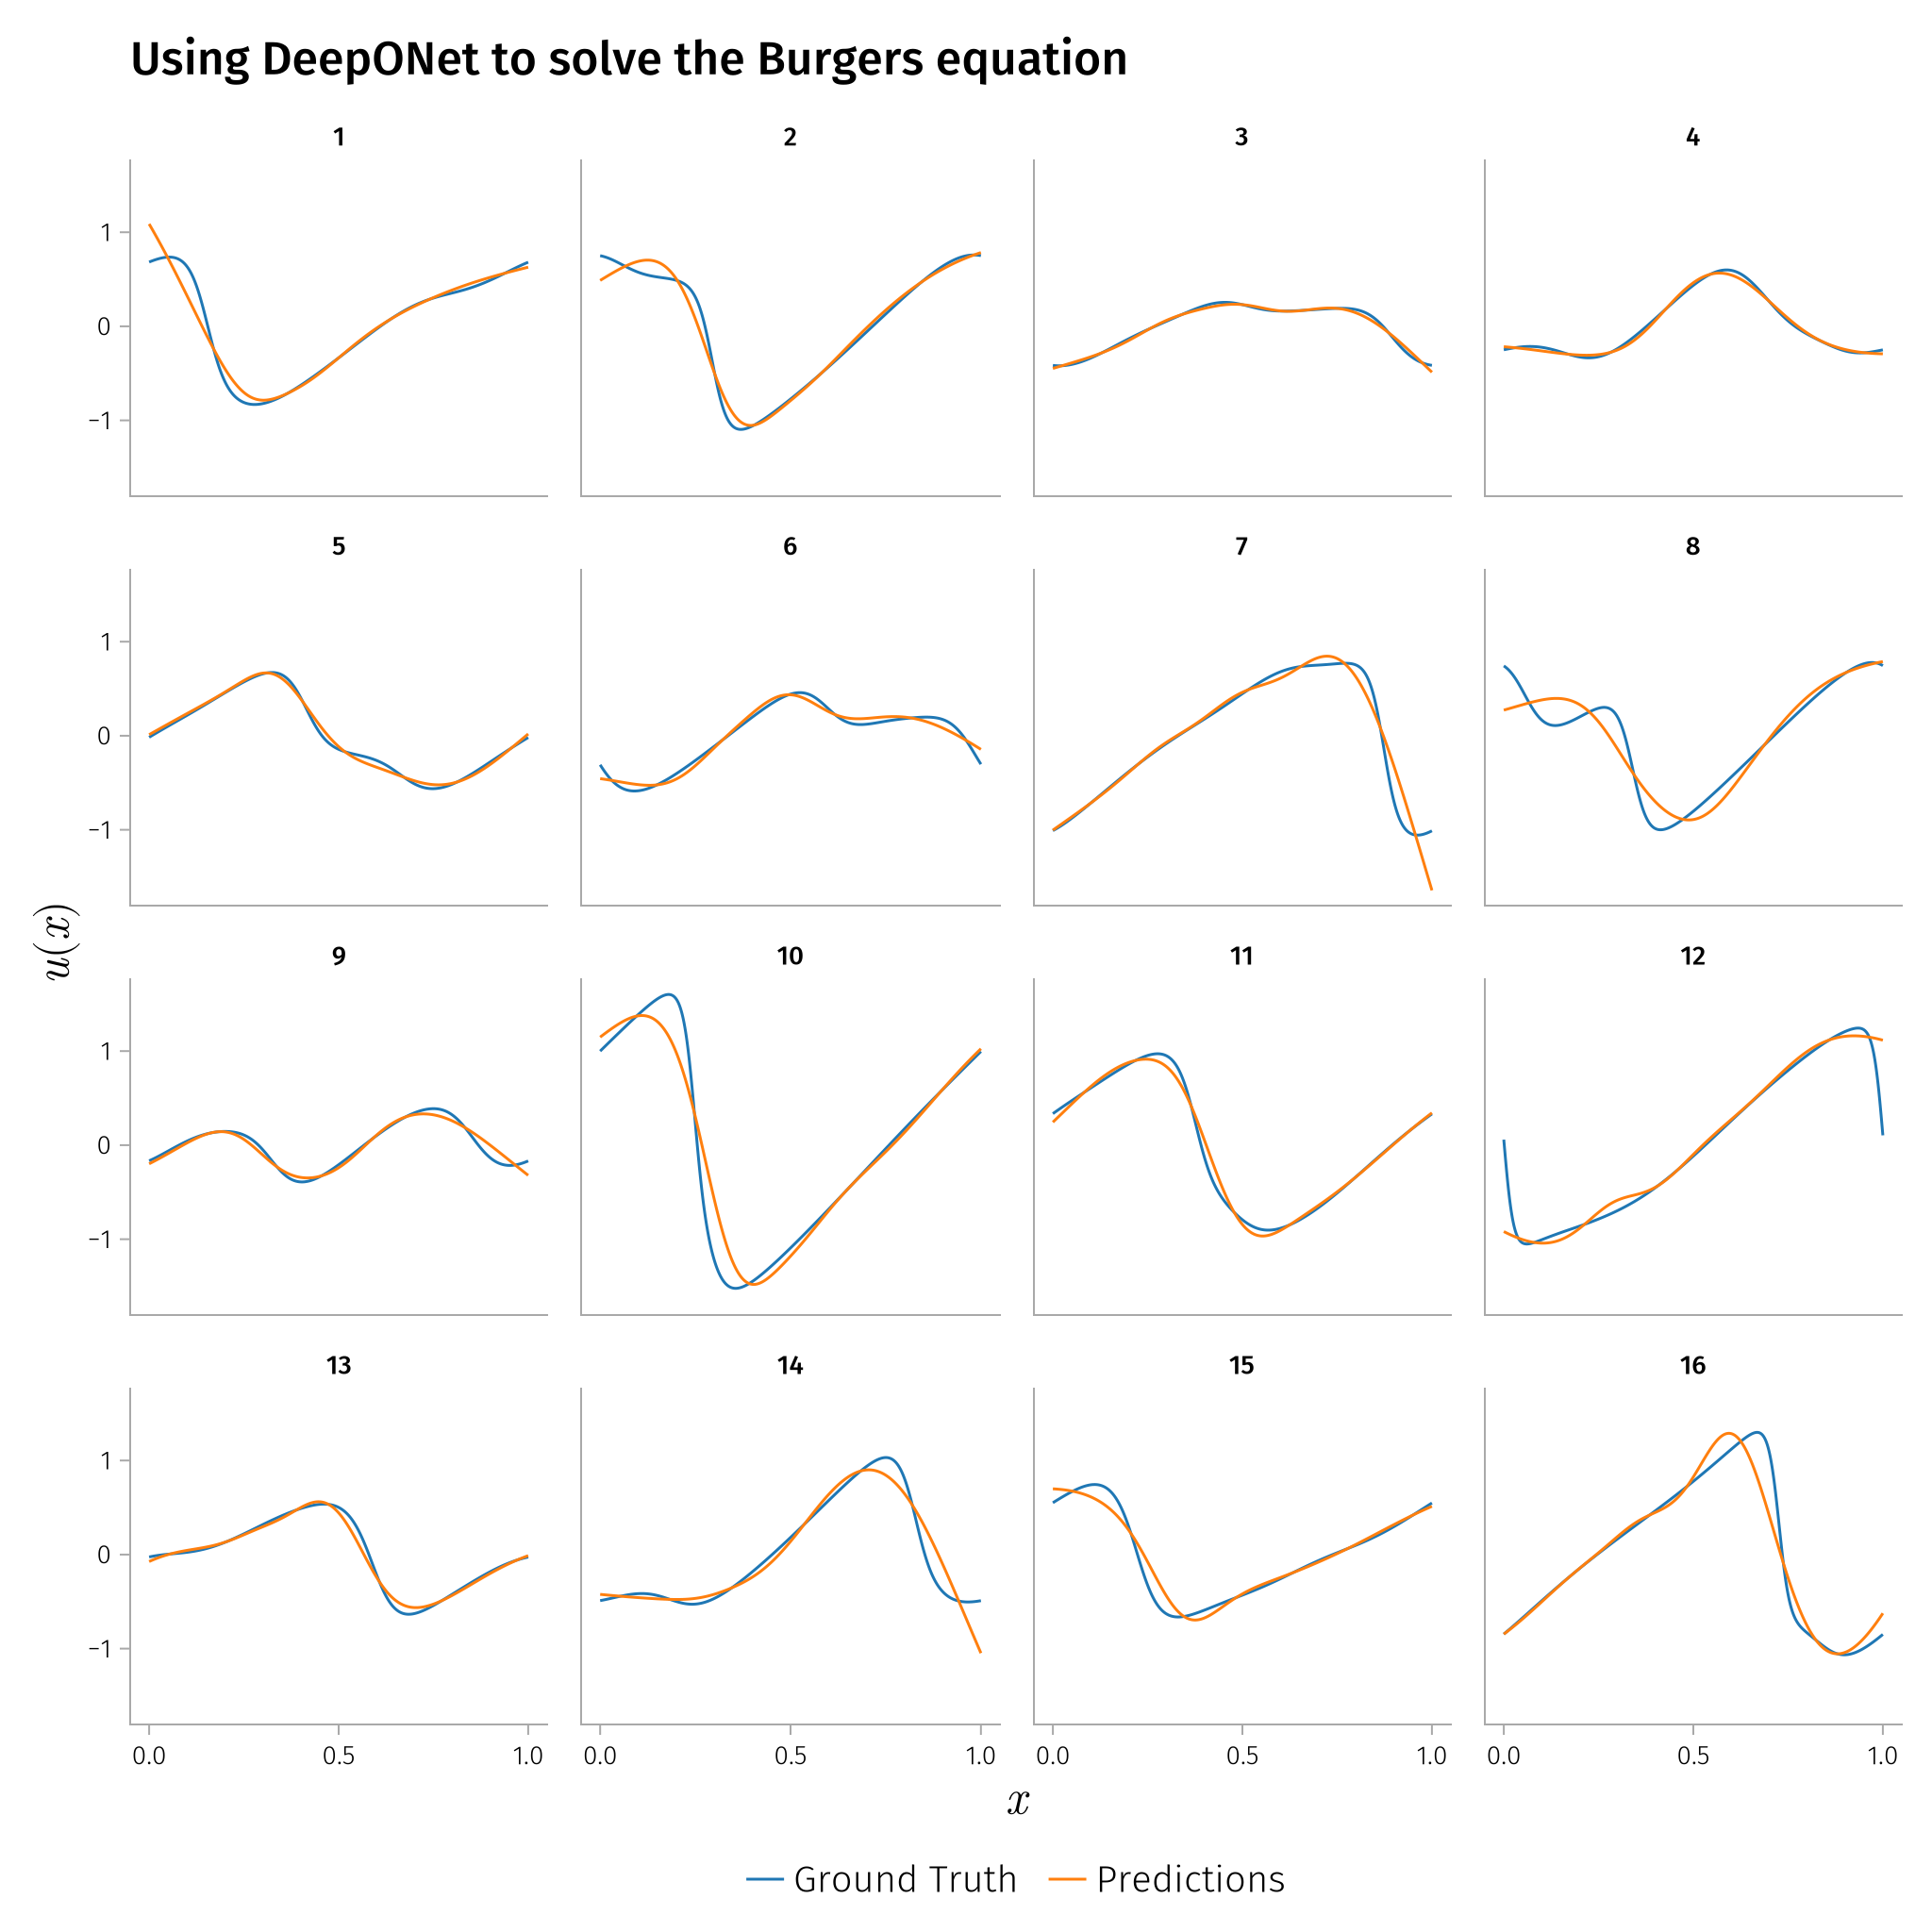 Using DeepONet to solve the Burgers equation
1 2 3 4
1
0
−1
5 6 7 8
1
0
−1
u(x)
9 10 11 12
1
0
−1
13 14 15 16
1
0
−1
0.0 0.5 1.0 0.0 0.5 1.0 0.0 0.5 1.0 0.0 0.5 1.0
x
Ground Truth Predictions